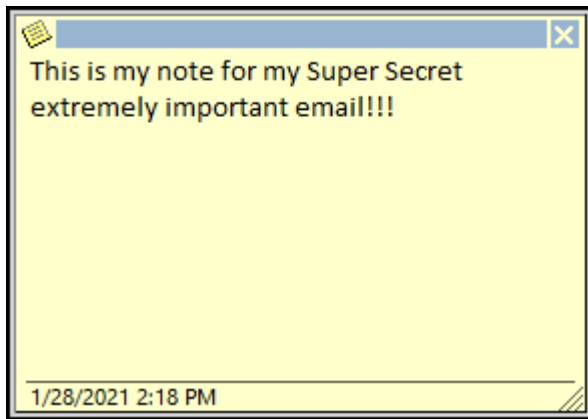 This is my note for my Super Secret
extremely important email!!!
1/28/2021 2:18 PM